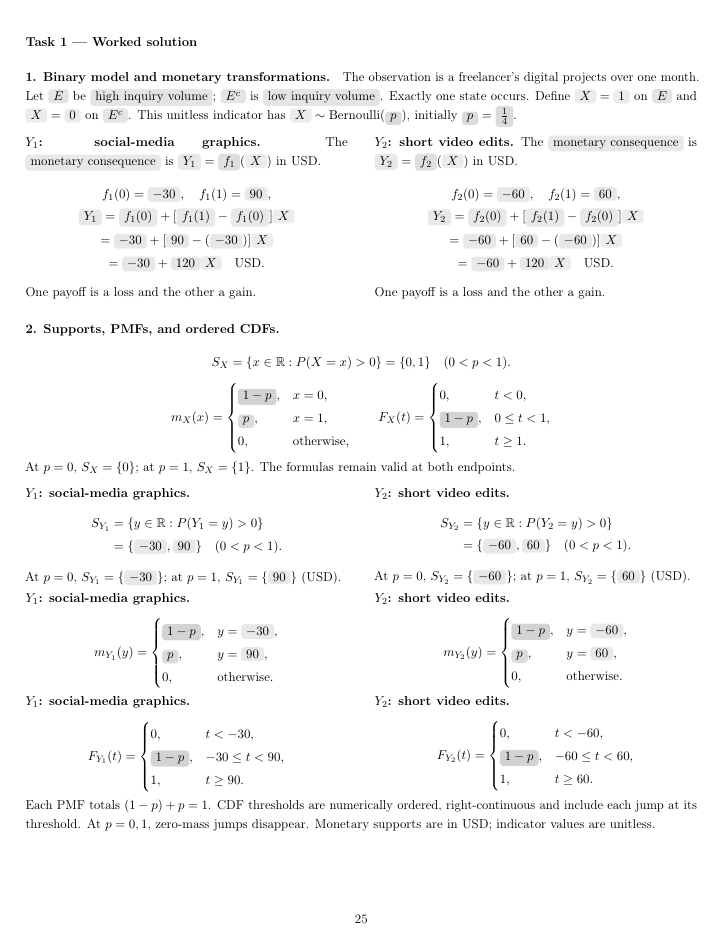 Task 1 — Worked solution
1. Binary model and monetary transformations. The observation is a freelancer's digital projects over one month.
Let E be high inquiry volume ; Eᶜ is low inquiry volume . Exactly one state occurs. Define X = 1 on E and
X = 0 on Eᶜ . This unitless indicator has X ∼ Bernoulli( p ), initially p = 1/4 .
Y₁: social-media graphics. The
monetary consequence is Y₁ = f₁ ( X ) in USD.
f₁(0) = −30 , f₁(1) = 90 ,
Y₁ = f₁(0) + [ f₁(1) − f₁(0) ] X
= −30 + [ 90 − ( −30 )] X
= −30 + 120 X USD.
One payoff is a loss and the other a gain.
Y₂: short video edits. The monetary consequence is
Y₂ = f₂ ( X ) in USD.
f₂(0) = −60 , f₂(1) = 60 ,
Y₂ = f₂(0) + [ f₂(1) − f₂(0) ] X
= −60 + [ 60 − ( −60 )] X
= −60 + 120 X USD.
One payoff is a loss and the other a gain.
2. Supports, PMFs, and ordered CDFs.
S_X = {x ∈ ℝ : P(X = x) > 0} = {0, 1} (0 < p < 1).
m_X(x) = { 1 − p , x = 0,
p , x = 1,
0, otherwise,
F_X(t) = { 0, t < 0,
1 − p , 0 ≤ t < 1,
1, t ≥ 1.
At p = 0, S_X = {0}; at p = 1, S_X = {1}. The formulas remain valid at both endpoints.
Y₁: social-media graphics.
S_Y₁ = {y ∈ ℝ : P(Y₁ = y) > 0}
= { −30 , 90 } (0 < p < 1).
At p = 0, S_Y₁ = { −30 }; at p = 1, S_Y₁ = { 90 } (USD).
Y₂: short video edits.
S_Y₂ = {y ∈ ℝ : P(Y₂ = y) > 0}
= { −60 , 60 } (0 < p < 1).
At p = 0, S_Y₂ = { −60 }; at p = 1, S_Y₂ = { 60 } (USD).
Y₁: social-media graphics.
m_Y₁(y) = { 1 − p , y = −30 ,
p , y = 90 ,
0, otherwise.
Y₂: short video edits.
m_Y₂(y) = { 1 − p , y = −60 ,
p , y = 60 ,
0, otherwise.
Y₁: social-media graphics.
F_Y₁(t) = { 0, t < −30,
1 − p , −30 ≤ t < 90,
1, t ≥ 90.
Y₂: short video edits.
F_Y₂(t) = { 0, t < −60,
1 − p , −60 ≤ t < 60,
1, t ≥ 60.
Each PMF totals (1 − p) + p = 1. CDF thresholds are numerically ordered, right-continuous and include each jump at its
threshold. At p = 0, 1, zero-mass jumps disappear. Monetary supports are in USD; indicator values are unitless.
25